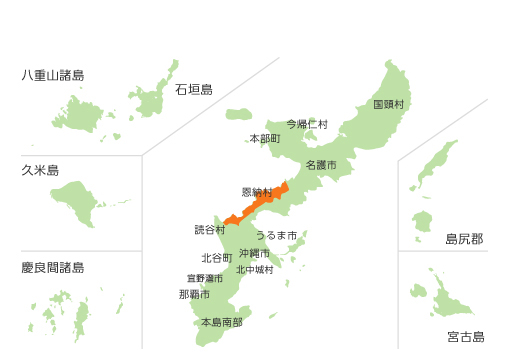 八重山諸島
石垣島
国頭村
今帰仁村
本部町
名護市
久米島
恩納村
読谷村
うるま市
島尻郡
沖縄市
北谷町
慶良間諸島
北中城村
宜野湾市
那覇市
本島南部
宮古島